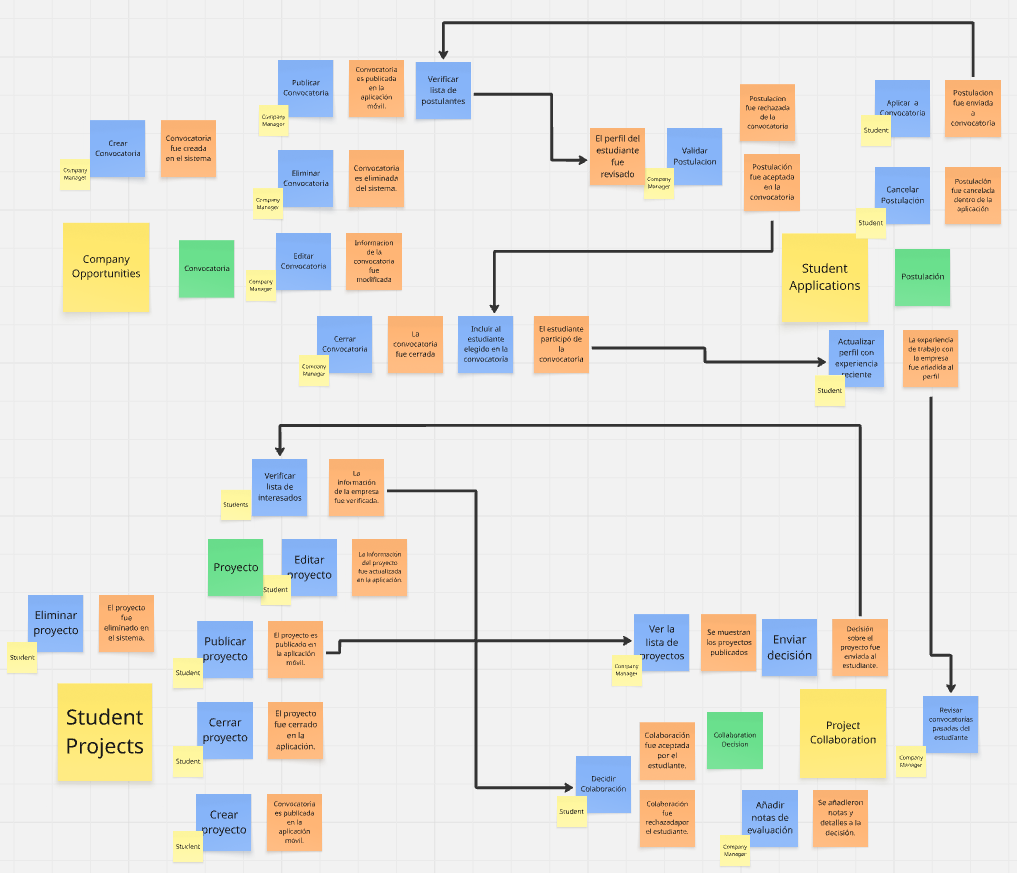 Publicar
Convocatoria
Company
Manager
Convocatoria
es publicada
en la
aplicación
móvil.
Verificar
lista de
postulantes
Crear
Convocatoria
Company
Manager
Convocatoria
fue creada
en el sistema
Eliminar
Convocatoria
Company
Manager
Convocatoria
es eliminada
del sistema.
El perfil del
estudiante
fue
revisado
Validar
Postulacion
Company
Manager
Postulacion
fue rechazada
de la
convocatoria
Postulación
fue aceptada
en la
convocatoria
Aplicar a
Convocatoria
Student
Postulacion
fue enviada
a
convocatoria
Cancelar
Postulacion
Student
Postulación
fue cancelada
dentro de la
aplicación
Company
Opportunities
Convocatoria
Editar
Convocatoria
Company
Manager
Informacion
de la
convocatoria
fue
modificada
Student
Applications
Postulación
Cerrar
Convocatoria
Company
Manager
La
convocatoria
fue cerrada
Incluir al
estudiante
elegido en la
convocatoria
El estudiante
participó de
la
convocatoria
Actualizar
perfil con
experiencia
reciente
Student
La experiencia
de trabajo con
la empresa
fue añadida al
perfil
Verificar
lista de
interesados
Students
La
información
de la empresa
fue verificada.
Proyecto
Editar
proyecto
Student
La informacion
del proyecto
fue actualizada
en la aplicación.
Eliminar
proyecto
Student
El proyecto
fue
eliminado en
el sistema.
Publicar
proyecto
Student
El proyecto es
publicado en
la aplicación
móvil.
Ver la
lista de
proyectos
Company
Manager
Se muestran
los proyectos
publicados
Enviar
decisión
Decisión
sobre el
proyecto fue
enviada al
estudiante.
Student
Projects
Cerrar
proyecto
Student
El proyecto
fue cerrado
en la
aplicación.
Colaboración
fue aceptada
por el
estudiante.
Collaboration
Decision
Project
Collaboration
Revisar
convocatorias
pasadas del
estudiante
Company
Manager
Decidir
Colaboración
Student
Crear
proyecto
Student
Convocatoria
es publicada
en la
aplicación
móvil.
Colaboración
fue
rechazadapor
el estudiante.
Añadir
notas de
evaluación
Company
Manager
Se añadieron
notas y
detalles a la
decisión.